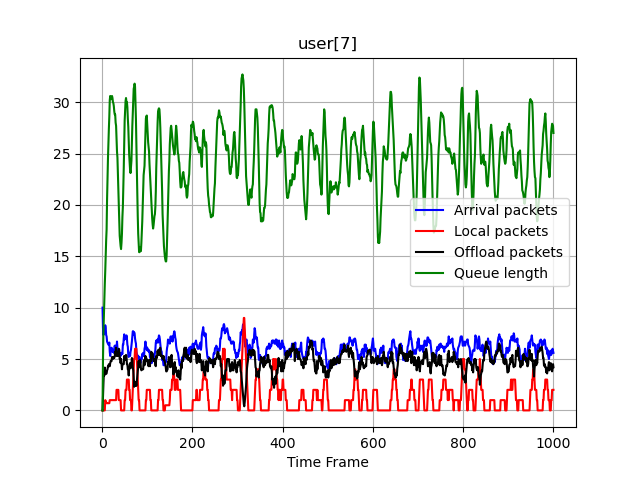 user[7]
30
25
20
15
10
5
0
Arrival packets
Local packets
Offload packets
Queue length
0 200 400 600 800 1000
Time Frame